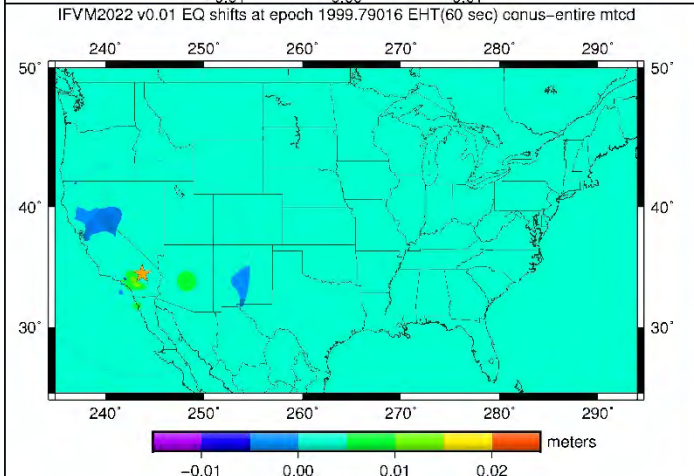 IFVM2022 v0.01 EQ shifts at epoch 1999.79016 EHT(60 sec) conus−entire mtcd
240˚ 250˚ 260˚ 270˚ 280˚ 290˚
50˚ 50˚
40˚ 40˚
30˚ 30˚
240˚ 250˚ 260˚ 270˚ 280˚ 290˚
meters
−0.01 0.00 0.01 0.02